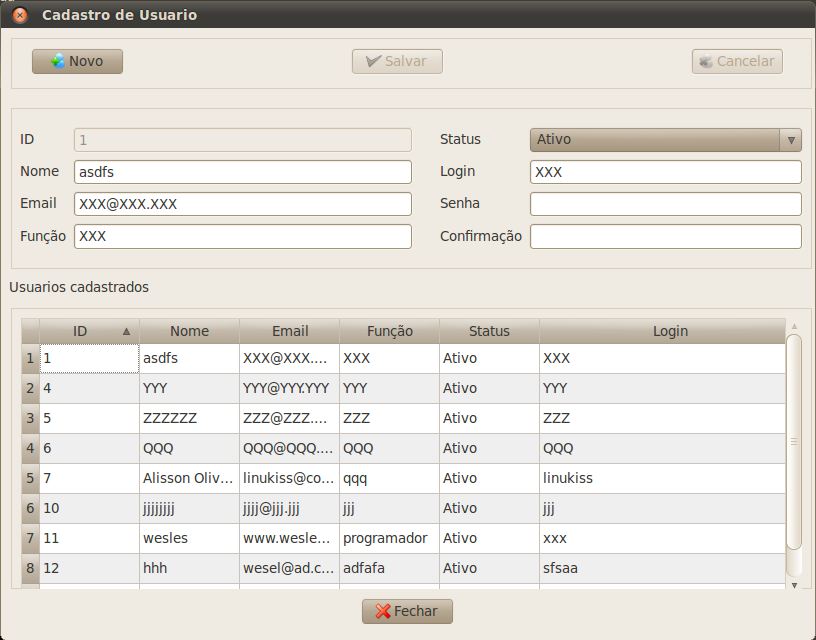 Cadastro de Usuario
Novo Salvar Cancelar
ID 1 Status Ativo
Nome asdfs Login XXX
Email XXX@XXX.XXX Senha
Função XXX Confirmação
Usuarios cadastrados
ID Nome Email Função Status Login
1 1 asdfs XXX@XXX.... XXX Ativo XXX
2 4 YYY YYY@YYY.YYY YYY Ativo YYY
3 5 ZZZZZZ ZZZ@ZZZ.... ZZZ Ativo ZZZ
4 6 QQQ QQQ@QQQ.... QQQ Ativo QQQ
5 7 Alisson Oliv... linukiss@co... qqq Ativo linukiss
6 10 jjjjjjjj jjjj@jjj.jjj jjj Ativo jjj
7 11 wesles www.wesle... programador Ativo xxx
8 12 hhh wesel@ad.c... adfafa Ativo sfsaa
Fechar